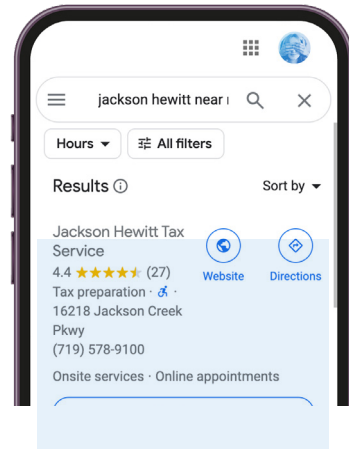 jackson hewitt near
Hours All filters
Results Sort by
Jackson Hewitt Tax
Service
4.4 (27)
Website Directions
Tax preparation ·  ·
16218 Jackson Creek
Pkwy
(719) 578-9100
Onsite services · Online appointments